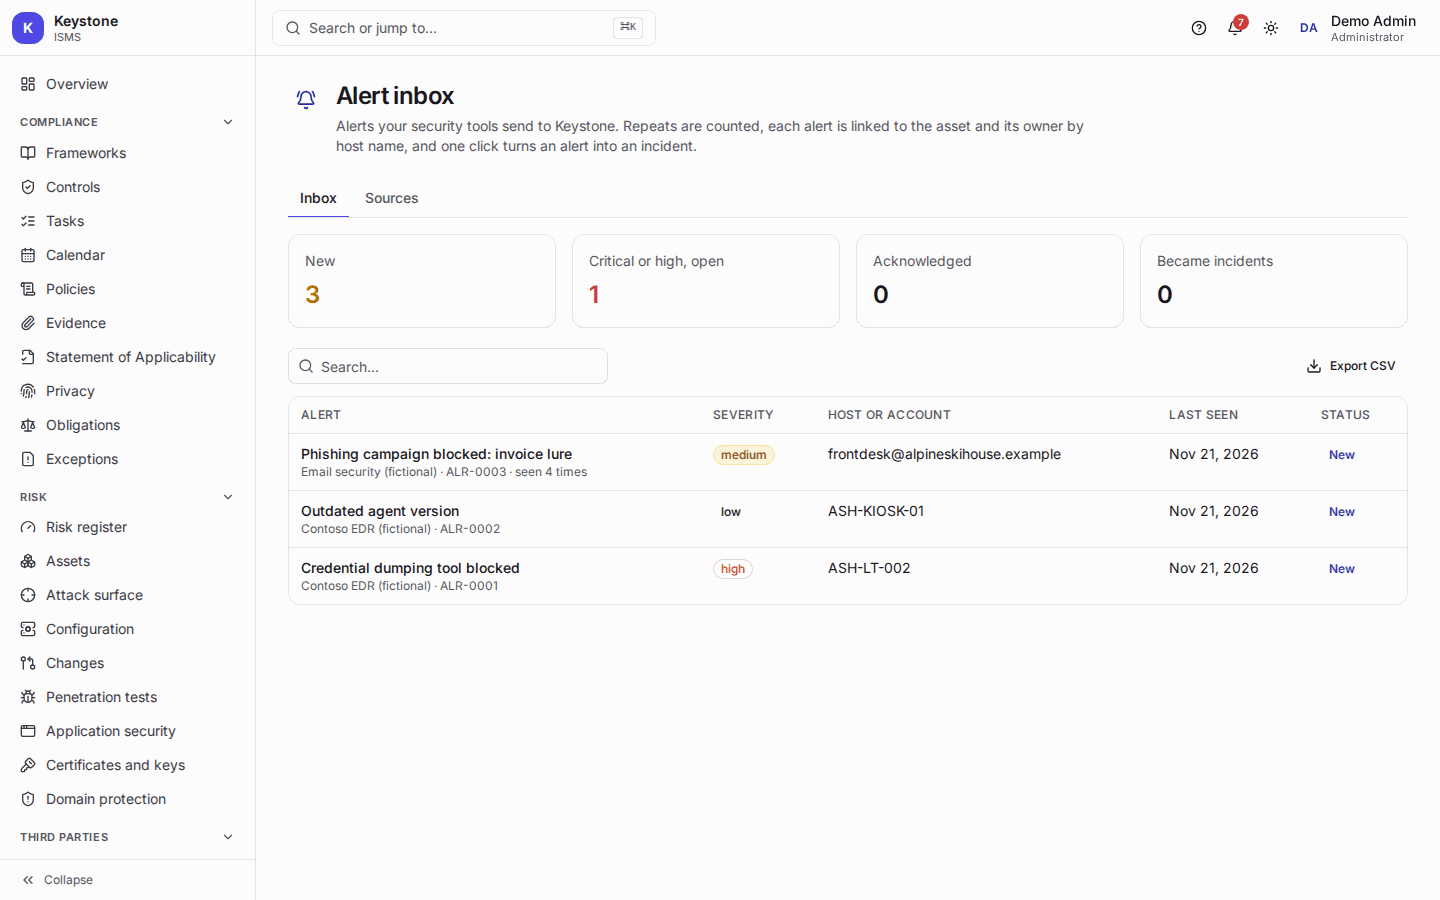 K
Keystone
ISMS
Search or jump to...
⌘K
7
DA
Demo Admin
Administrator
Overview
COMPLIANCE
Frameworks
Controls
Tasks
Calendar
Policies
Evidence
Statement of Applicability
Privacy
Obligations
Exceptions
RISK
Risk register
Assets
Attack surface
Configuration
Changes
Penetration tests
Application security
Certificates and keys
Domain protection
THIRD PARTIES
Collapse
Alert inbox
Alerts your security tools send to Keystone. Repeats are counted, each alert is linked to the asset and its owner by
host name, and one click turns an alert into an incident.
Inbox Sources
New
3
Critical or high, open
1
Acknowledged
0
Became incidents
0
Search...
Export CSV
ALERT SEVERITY HOST OR ACCOUNT LAST SEEN STATUS
Phishing campaign blocked: invoice lure medium frontdesk@alpineskihouse.example Nov 21, 2026 New
Email security (fictional) · ALR-0003 · seen 4 times
Outdated agent version low ASH-KIOSK-01 Nov 21, 2026 New
Contoso EDR (fictional) · ALR-0002
Credential dumping tool blocked high ASH-LT-002 Nov 21, 2026 New
Contoso EDR (fictional) · ALR-0001